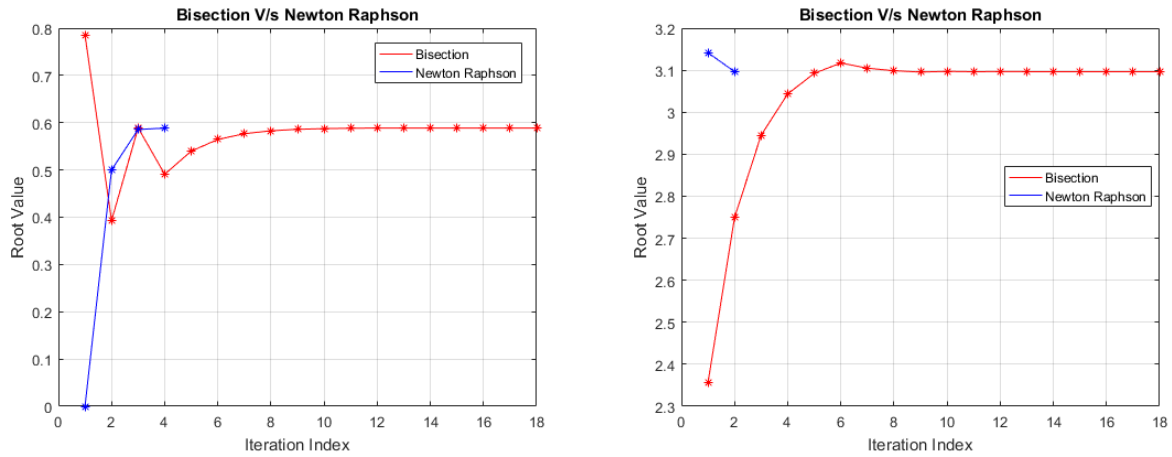 Bisection V/s Newton Raphson
0.8
0.7
0.6
0.5
0.4
0.3
0.2
0.1
0
Root Value
Bisection
Newton Raphson
0 2 4 6 8 10 12 14 16 18
Iteration Index
Bisection V/s Newton Raphson
3.2
3.1
3
2.9
2.8
2.7
2.6
2.5
2.4
2.3
Root Value
Bisection
Newton Raphson
0 2 4 6 8 10 12 14 16 18
Iteration Index